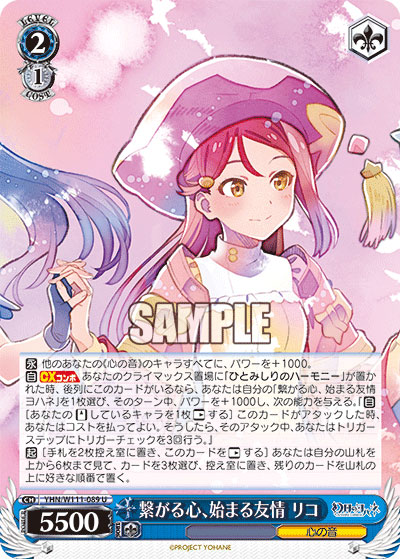 LEVEL
2
1
COST
SAMPLE
永 他のあなたの《心の音》のキャラすべてに、パワーを+1000。
自 CXコンボ あなたのクライマックス置場に「ひとみしりのハーモニー」が置か
れた時、後列にこのカードがいるなら、あなたは自分の「繋がる心、始まる友情
ヨハネ」を1枚選び、そのターン中、パワーを+1000し、次の能力を与える。『自
[あなたの としているキャラを1枚 する] このカードがアタックした時、
あなたはコストを払ってよい。そうしたら、そのアタック中、あなたはトリガー
ステップにトリガーチェックを3回行う。』
起 [手札を2枚控え室に置き、このカードを する] あなたは自分の山札を
上から6枚まで見て、カードを3枚選び、控え室に置き、残りのカードを山札の
上に好きな順番で置く。
CH
YHN/W111-089 U
5500
繋がる心、始まる友情 リコ
心の音
©PROJECT YOHANE